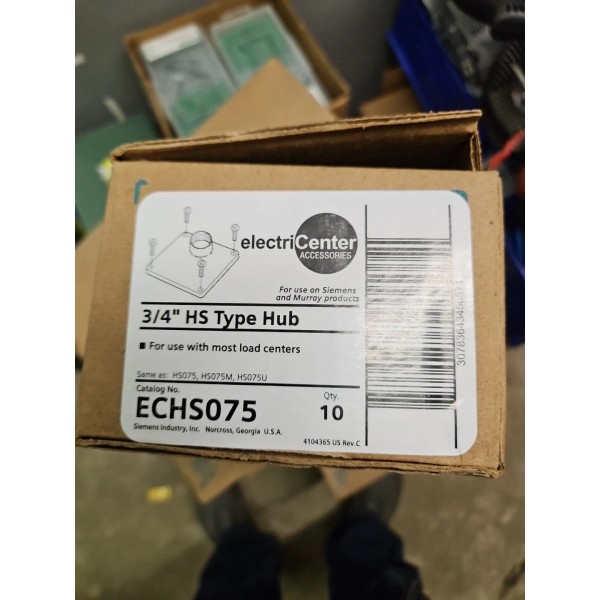 electriCenter
ACCESSORIES
For use on Siemens
and Murray products
3/4" HS Type Hub
■ For use with most load centers
Same as: HS075, HS075M, HS075U
Catalog No.
Qty.
ECHS075
10
Siemens Industry, Inc. Norcross, Georgia U.S.A.
4104365 US Rev.C